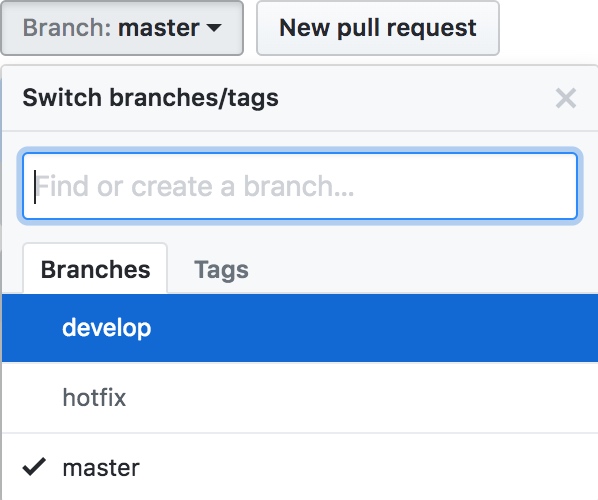 Branch: master
New pull request
Switch branches/tags
Find or create a branch...
Branches
Tags
develop
hotfix
master